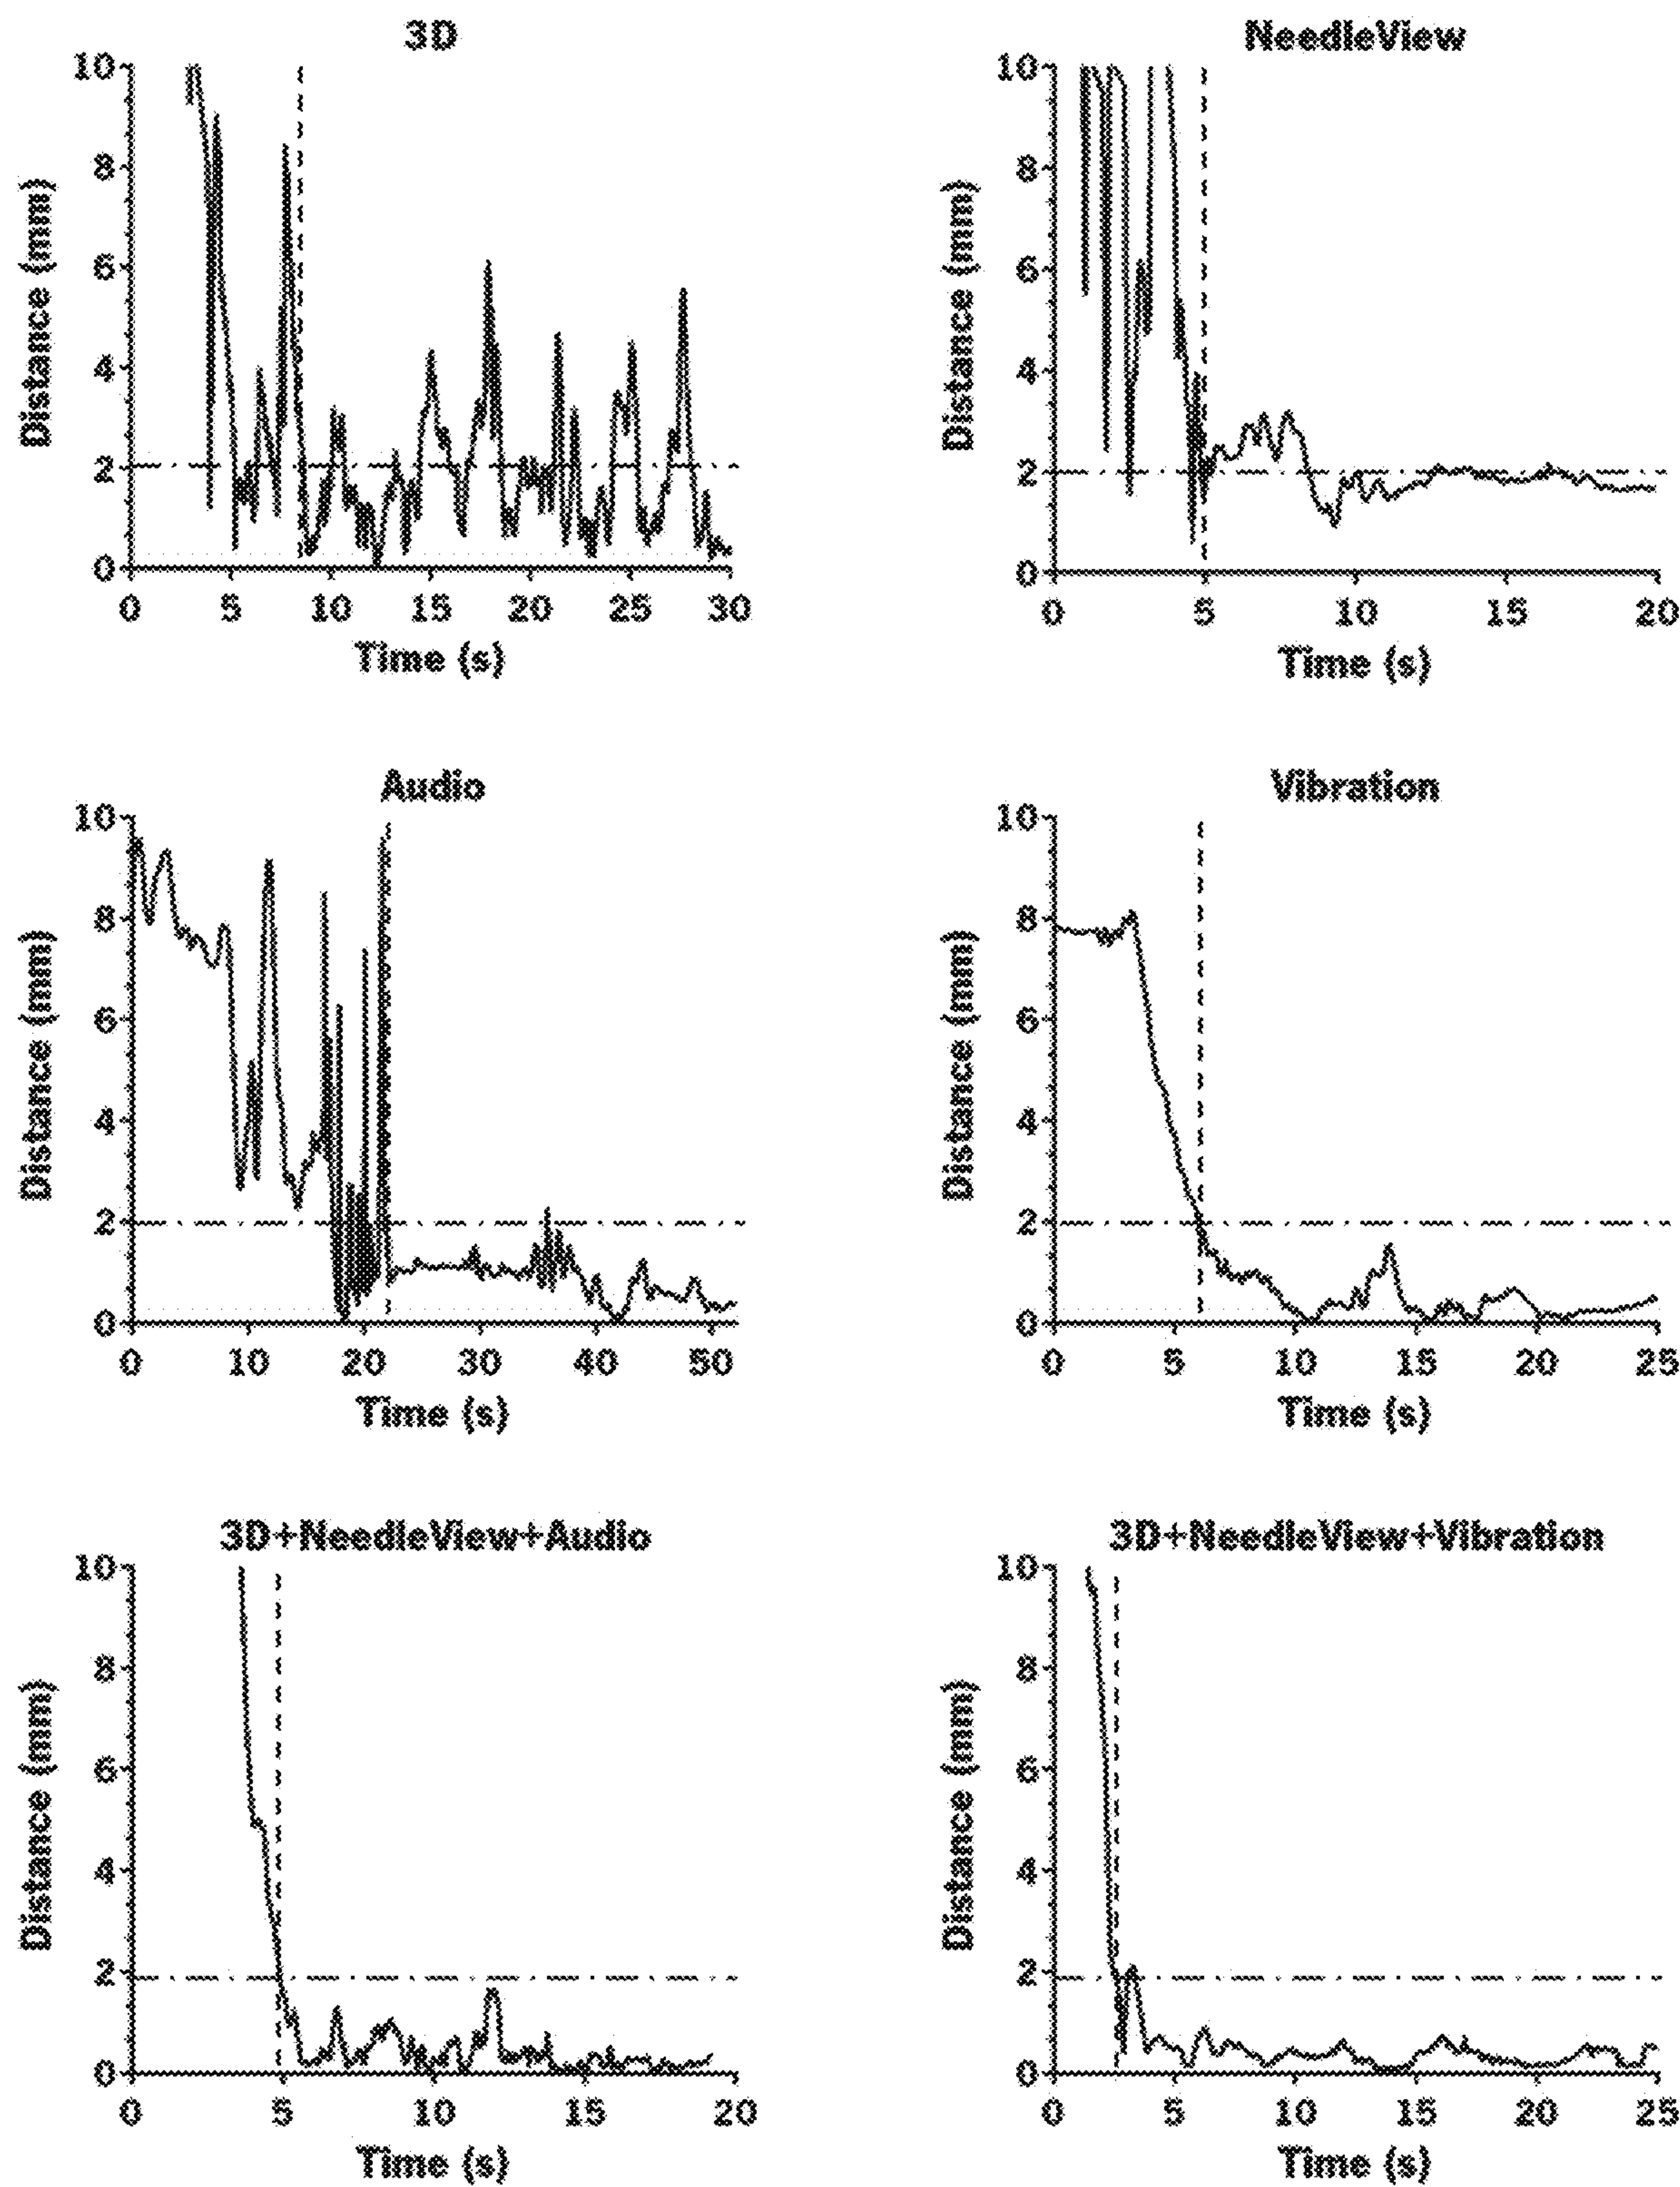 3D
10
8
6
4
2
0
0 5 10 15 20 25 30
Distance (mm)
Time (s)
NeedleView
10
8
6
4
2
0
0 5 10 15 20
Distance (mm)
Time (s)
Audio
10
8
6
4
2
0
0 10 20 30 40 50
Distance (mm)
Time (s)
Vibration
10
8
6
4
2
0
0 5 10 15 20 25
Distance (mm)
Time (s)
3D+NeedleView+Audio
10
8
6
4
2
0
0 5 10 15 20
Distance (mm)
Time (s)
3D+NeedleView+Vibration
10
8
6
4
2
0
0 5 10 15 20 25
Distance (mm)
Time (s)